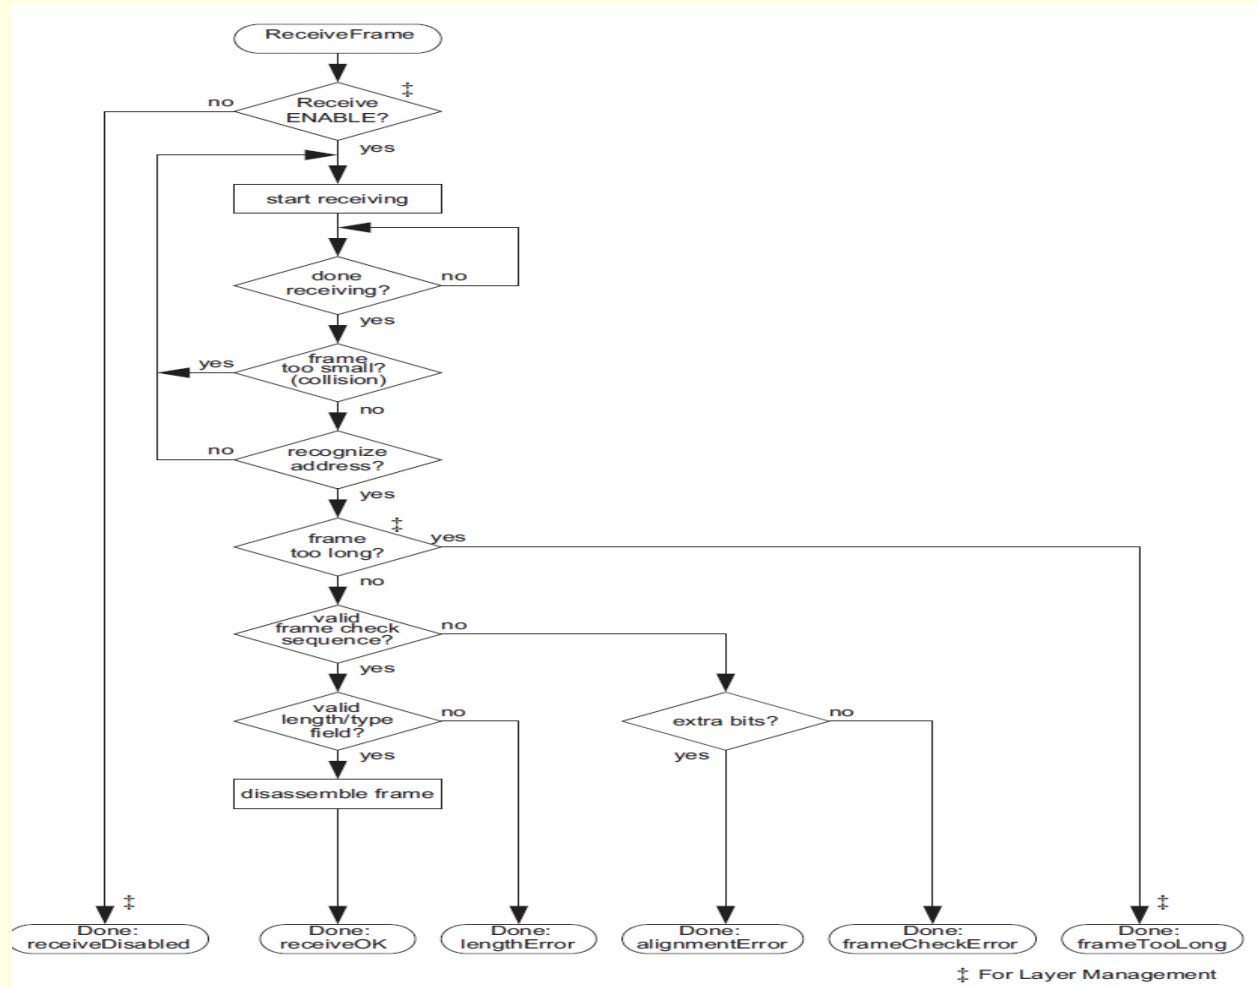 ReceiveFrame
‡
no
Receive
ENABLE?
yes
start receiving
done
receiving?
no
yes
yes
frame
too small?
(collision)
no
no
recognize
address?
yes
‡
frame
too long?
yes
no
valid
frame check
sequence?
no
yes
valid
length/type
field?
no
extra bits?
no
yes
yes
disassemble frame
‡
‡
Done:
receiveDisabled
Done:
receiveOK
Done:
lengthError
Done:
alignmentError
Done:
frameCheckError
Done:
frameTooLong
‡ For Layer Management